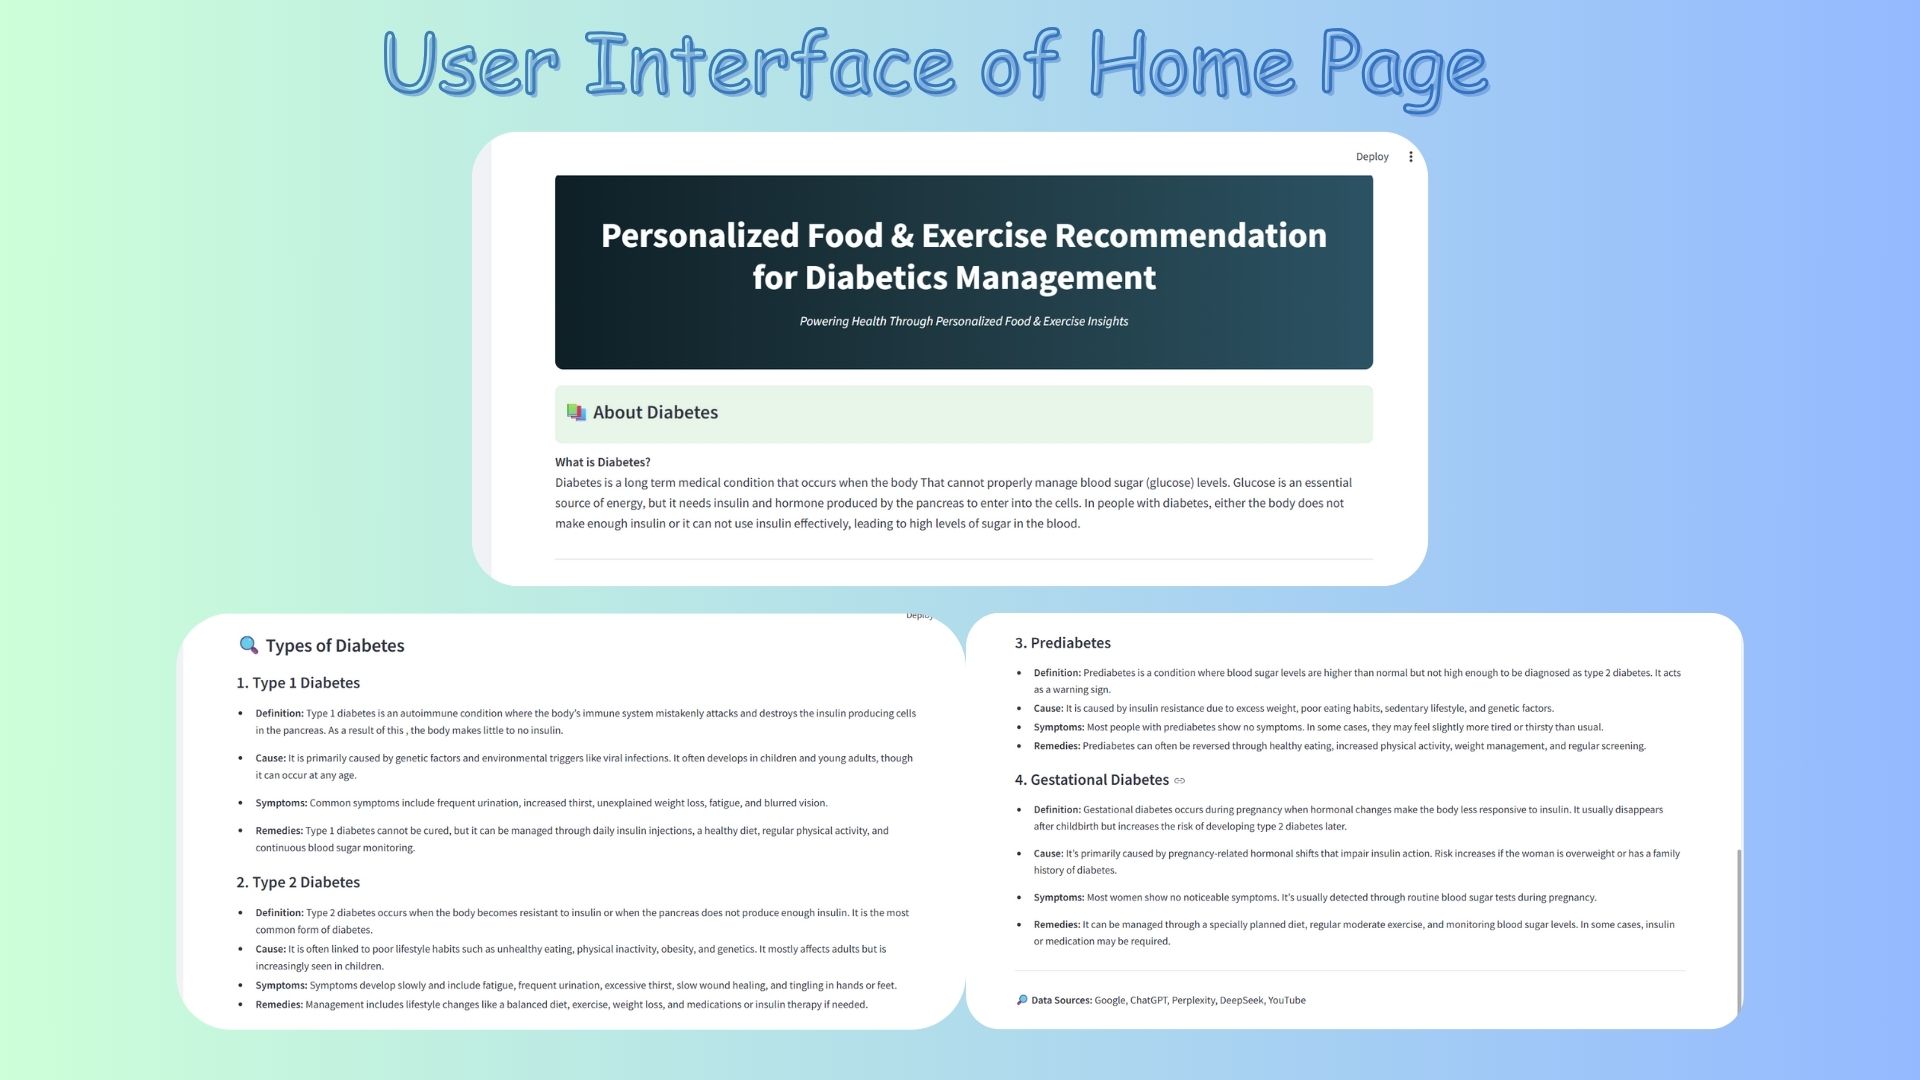 User Interface of Home Page
Deploy
Personalized Food & Exercise Recommendation
for Diabetics Management
Powering Health Through Personalized Food & Exercise Insights
About Diabetes
What is Diabetes?
Diabetes is a long term medical condition that occurs when the body That cannot properly manage blood sugar (glucose) levels. Glucose is an essential
source of energy, but it needs insulin and hormone produced by the pancreas to enter into the cells. In people with diabetes, either the body does not
make enough insulin or it can not use insulin effectively, leading to high levels of sugar in the blood.
Deploy
Types of Diabetes
1. Type 1 Diabetes
• Definition: Type 1 diabetes is an autoimmune condition where the body's immune system mistakenly attacks and destroys the insulin producing cells
in the pancreas. As a result of this , the body makes little to no insulin.
• Cause: It is primarily caused by genetic factors and environmental triggers like viral infections. It often develops in children and young adults, though
it can occur at any age.
• Symptoms: Common symptoms include frequent urination, increased thirst, unexplained weight loss, fatigue, and blurred vision.
• Remedies: Type 1 diabetes cannot be cured, but it can be managed through daily insulin injections, a healthy diet, regular physical activity, and
continuous blood sugar monitoring.
2. Type 2 Diabetes
• Definition: Type 2 diabetes occurs when the body becomes resistant to insulin or when the pancreas does not produce enough insulin. It is the most
common form of diabetes.
• Cause: It is often linked to poor lifestyle habits such as unhealthy eating, physical inactivity, obesity, and genetics. It mostly affects adults but is
increasingly seen in children.
• Symptoms: Symptoms develop slowly and include fatigue, frequent urination, excessive thirst, slow wound healing, and tingling in hands or feet.
• Remedies: Management includes lifestyle changes like a balanced diet, exercise, weight loss, and medications or insulin therapy if needed.
3. Prediabetes
• Definition: Prediabetes is a condition where blood sugar levels are higher than normal but not high enough to be diagnosed as type 2 diabetes. It acts
as a warning sign.
• Cause: It is caused by insulin resistance due to excess weight, poor eating habits, sedentary lifestyle, and genetic factors.
• Symptoms: Most people with prediabetes show no symptoms. In some cases, they may feel slightly more tired or thirsty than usual.
• Remedies: Prediabetes can often be reversed through healthy eating, increased physical activity, weight management, and regular screening.
4. Gestational Diabetes
• Definition: Gestational diabetes occurs during pregnancy when hormonal changes make the body less responsive to insulin. It usually disappears
after childbirth but increases the risk of developing type 2 diabetes later.
• Cause: It's primarily caused by pregnancy-related hormonal shifts that impair insulin action. Risk increases if the woman is overweight or has a family
history of diabetes.
• Symptoms: Most women show no noticeable symptoms. It's usually detected through routine blood sugar tests during pregnancy.
• Remedies: It can be managed through a specially planned diet, regular moderate exercise, and monitoring blood sugar levels. In some cases, insulin
or medication may be required.
Data Sources: Google, ChatGPT, Perplexity, DeepSeek, YouTube